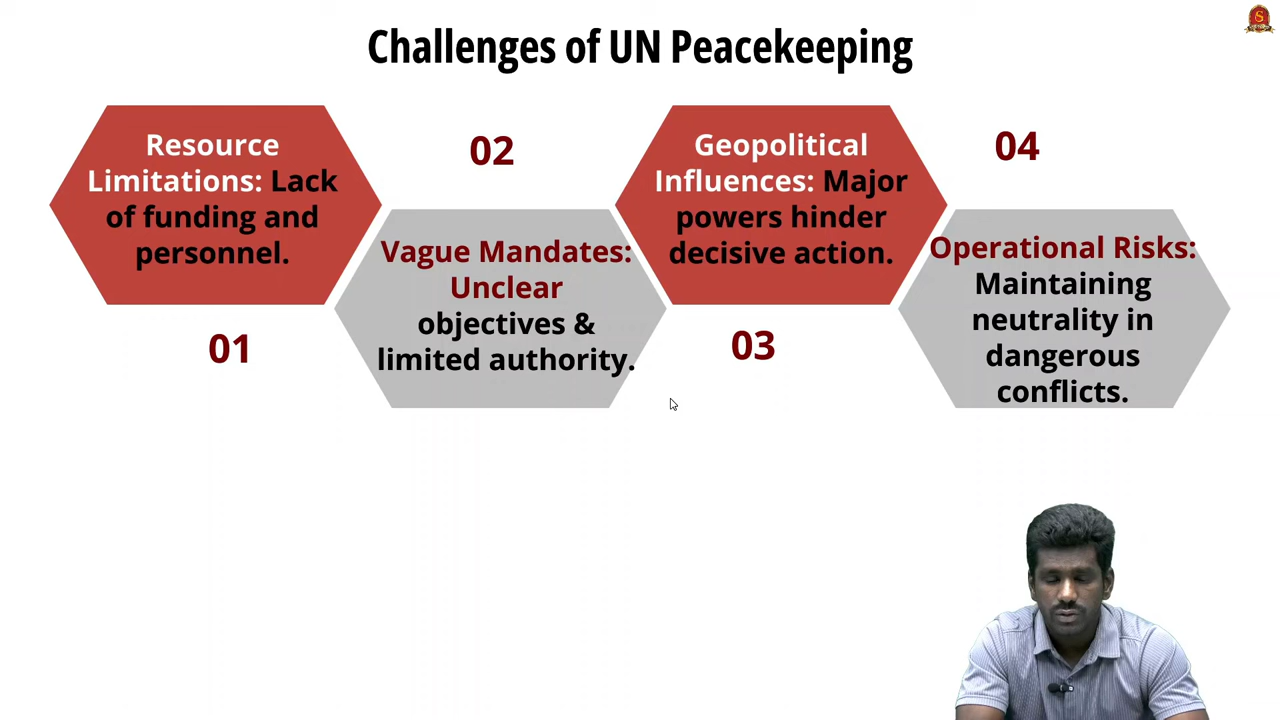 Challenges of UN Peacekeeping
Resource
Limitations: Lack
of funding and
personnel.
01
02
Vague Mandates:
Unclear
objectives &
limited authority.
Geopolitical
Influences: Major
powers hinder
decisive action.
03
04
Operational Risks:
Maintaining
neutrality in
dangerous
conflicts.